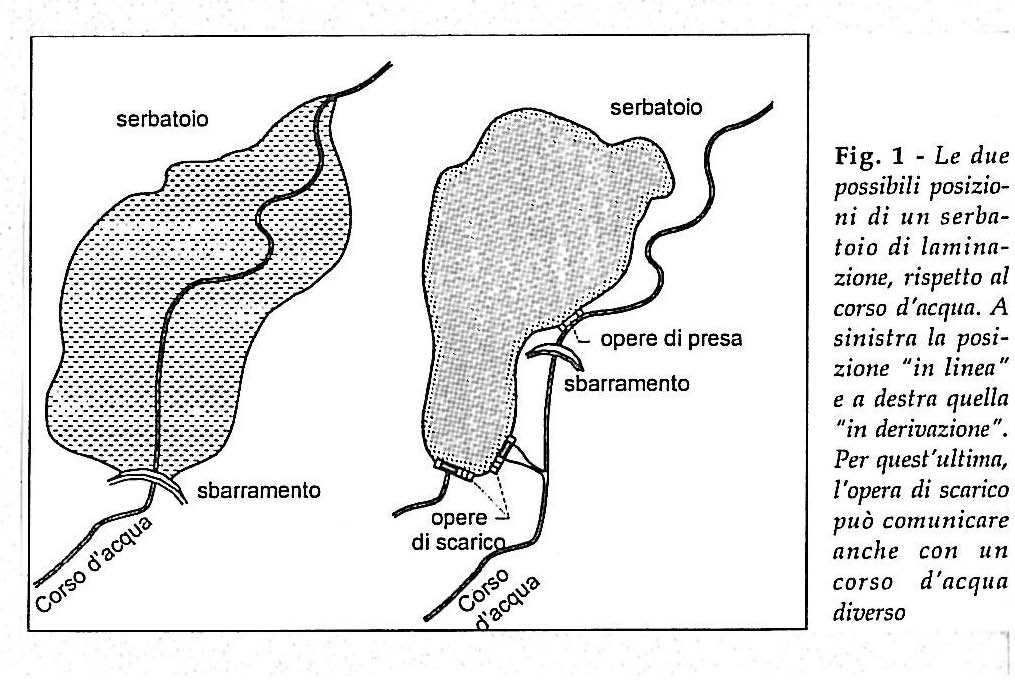 serbatoio
sbarramento
Corso d'acqua
serbatoio
opere di presa
sbarramento
opere
di scarico
Corso
d'acqua
Fig. 1 - Le due
possibili posizio-
ni di un serba-
toio di lamina-
zione, rispetto al
corso d'acqua. A
sinistra la posi-
zione "in linea"
e a destra quella
"in derivazione".
Per quest'ultima,
l'opera di scarico
può comunicare
anche con un
corso d'acqua
diverso